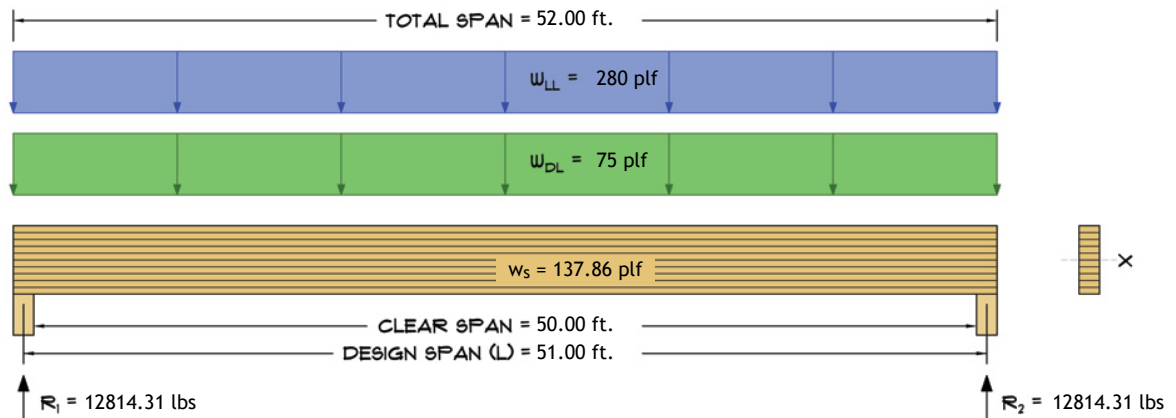 TOTAL SPAN = 52.00 ft.
WLL = 280 plf
WDL = 75 plf
ws = 137.86 plf
X
CLEAR SPAN = 50.00 ft.
DESIGN SPAN (L) = 51.00 ft.
R1 = 12814.31 lbs
R2 = 12814.31 lbs